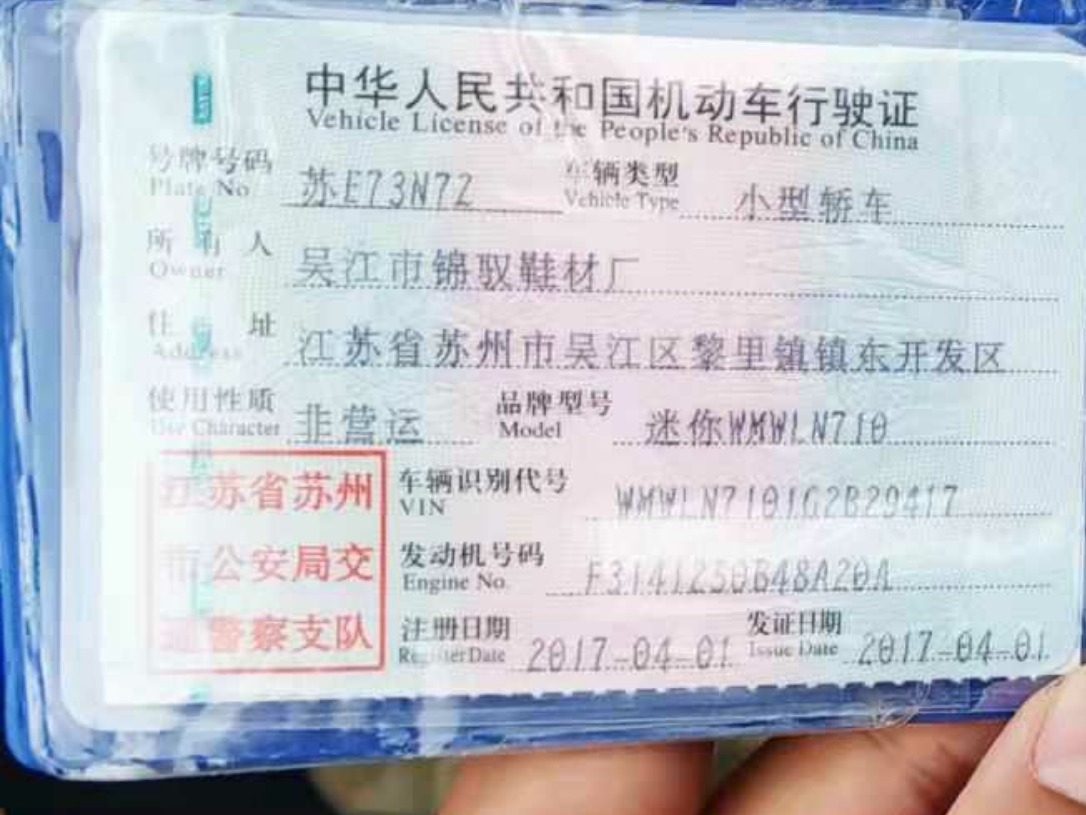 中华人民共和国机动车行驶证
Vehicle License of the People's Republic of China
号牌号码 苏E73N7Z 车辆类型 小型轿车
Plate No. Vehicle Type
所有人 吴江市锦驭鞋材厂
Owner
住址 江苏省苏州市吴江区黎里镇镇东开发区
Address
使用性质 非营运 品牌型号 迷你WMWLN710
Use Character Model
江苏省苏州 车辆识别代号 WMWLN7101G2B29417
VIN
市公安局交 发动机号码 F3141250B48A20A
Engine No.
通警察支队 注册日期 2017-04-01 发证日期 2017-04-01
Register Date Issue Date